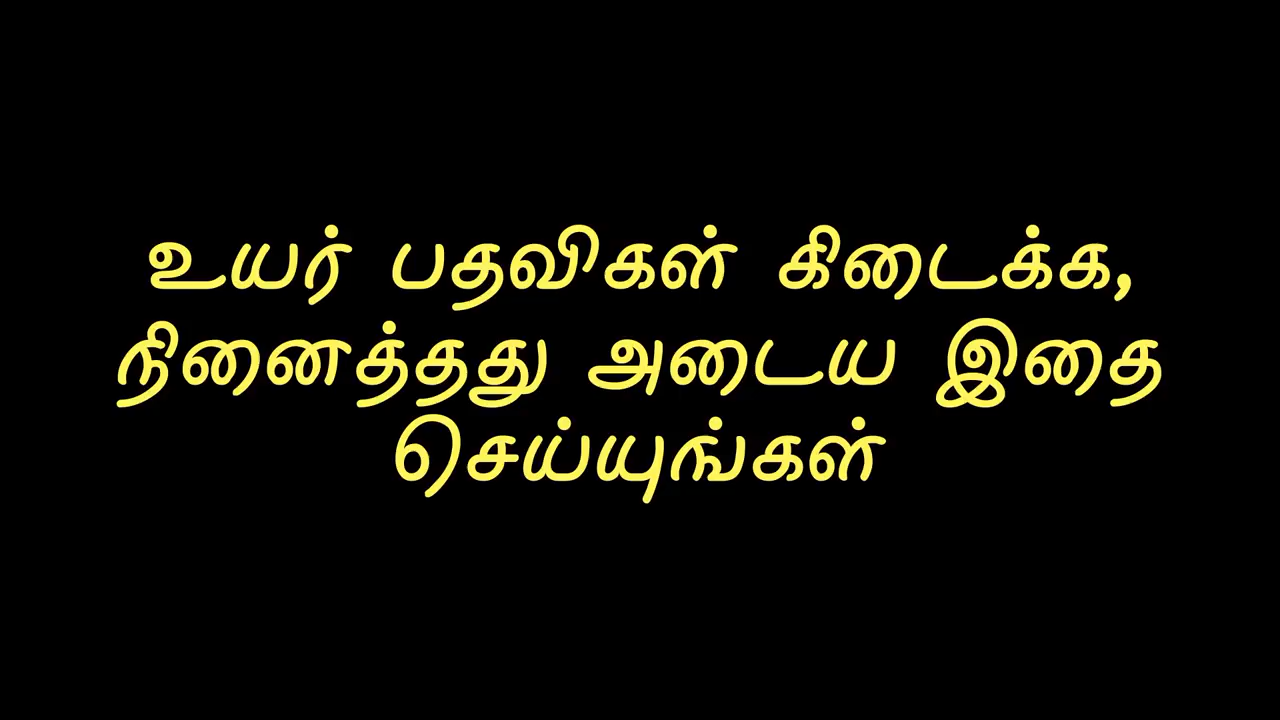 உயர் பதவிகள் கிடைக்க,
நினைத்தது அடைய இதை
செய்யுங்கள்